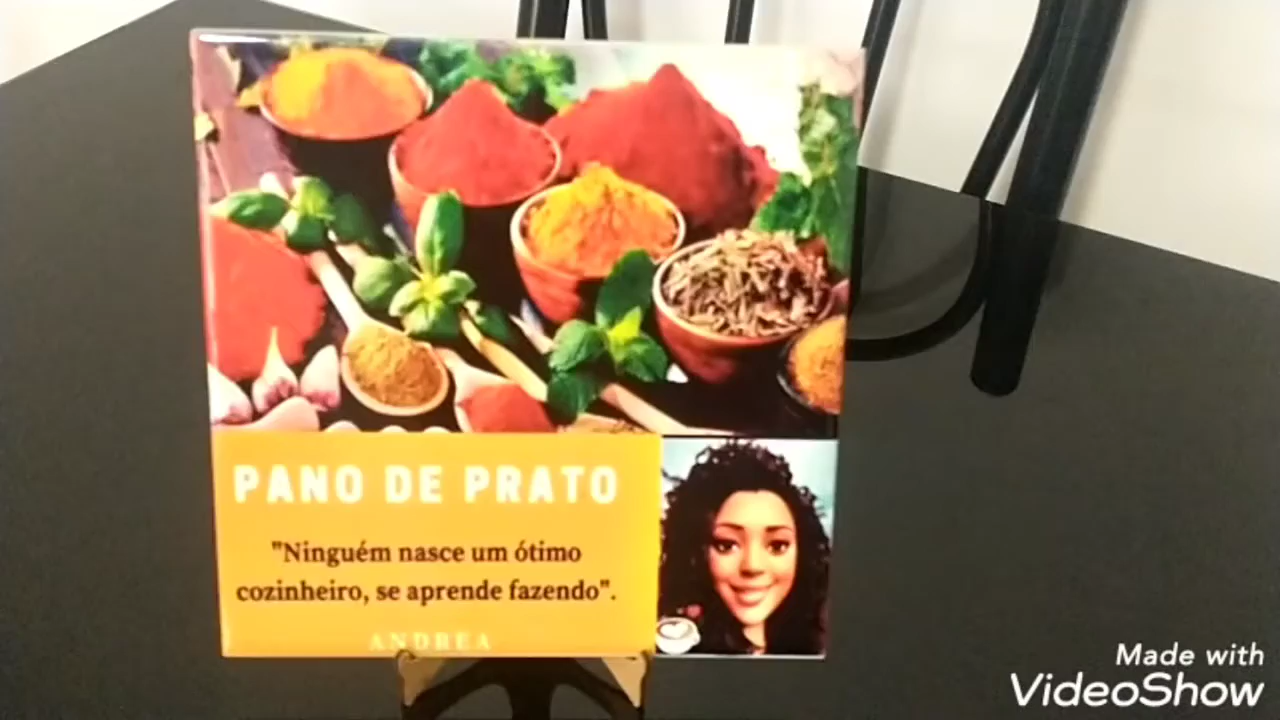 PANO DE PRATO
"Ninguém nasce um ótimo
cozinheiro, se aprende fazendo".
ANDREA
Made with
VideoShow